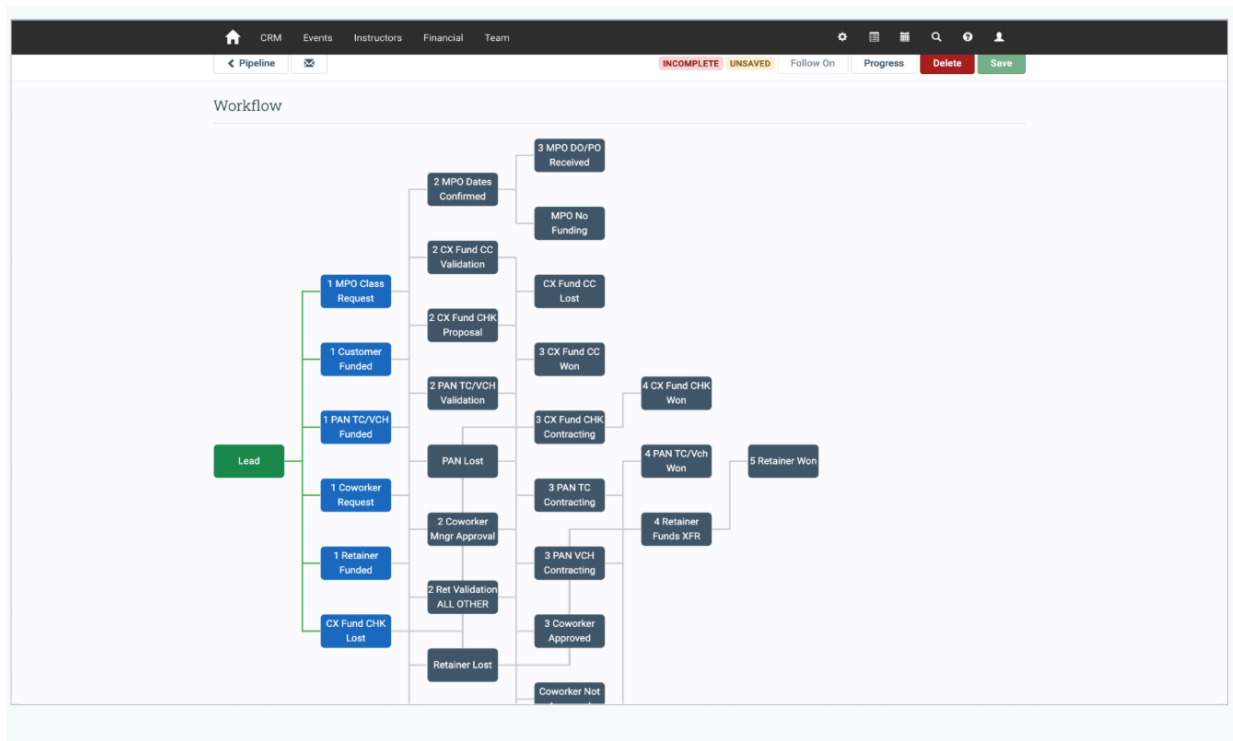 CRM Events Instructors Financial Team
Pipeline
INCOMPLETE UNSAVED Follow On Progress Delete Save
Workflow
3 MPO DO/PO
Received
2 MPO Dates
Confirmed
MPO No
Funding
2 CX Fund CC
Validation
1 MPO Class
Request
CX Fund CC
Lost
2 CX Fund CHK
Proposal
1 Customer
Funded
3 CX Fund CC
Won
2 PAN TC/VCH
Validation
4 CX Fund CHK
Won
1 PAN TC/VCH
Funded
3 CX Fund CHK
Contracting
Lead
PAN Lost
4 PAN TC/Vch
Won
5 Retainer Won
1 Coworker
Request
3 PAN TC
Contracting
2 Coworker
Mngr Approval
4 Retainer
Funds XFR
1 Retainer
Funded
3 PAN VCH
Contracting
2 Ret Validation
ALL OTHER
CX Fund CHK
Lost
3 Coworker
Approved
Retainer Lost
Coworker Not